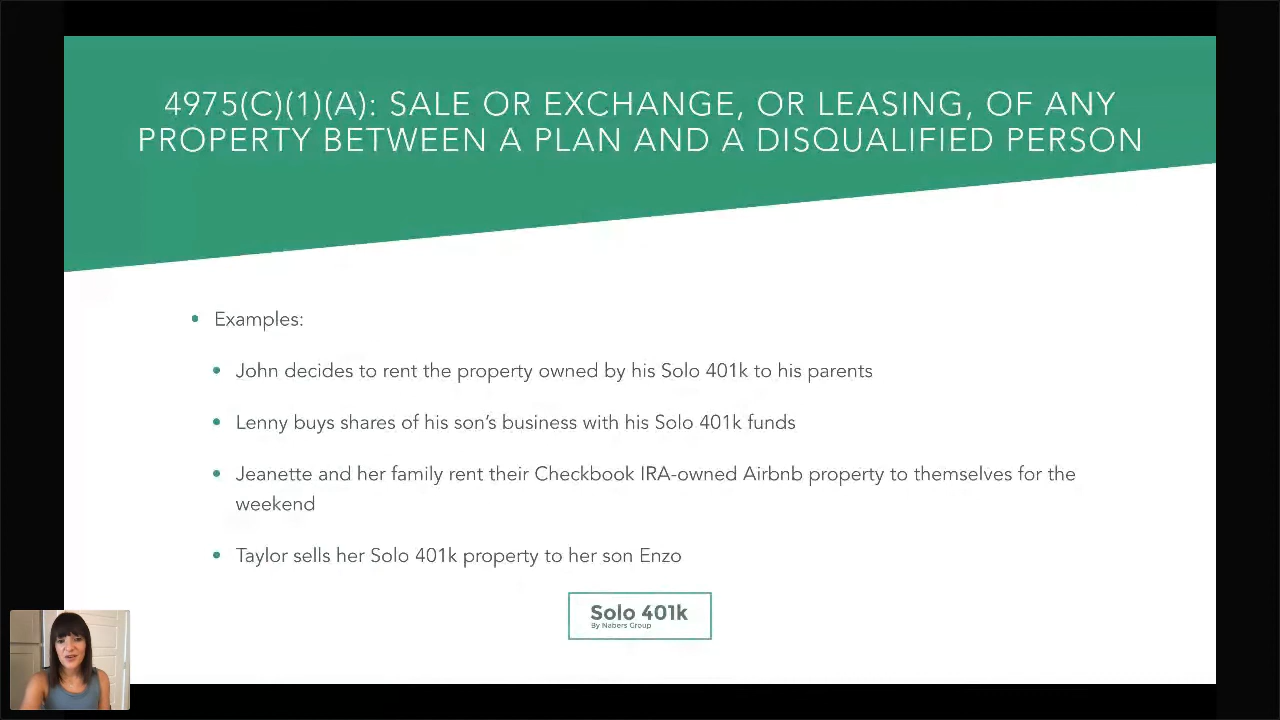 4975(C)(1)(A): SALE OR EXCHANGE, OR LEASING, OF ANY
PROPERTY BETWEEN A PLAN AND A DISQUALIFIED PERSON
Examples:
John decides to rent the property owned by his Solo 401k to his parents
Lenny buys shares of his son's business with his Solo 401k funds
Jeanette and her family rent their Checkbook IRA-owned Airbnb property to themselves for the
weekend
Taylor sells her Solo 401k property to her son Enzo
Solo 401k
By Nabers Group